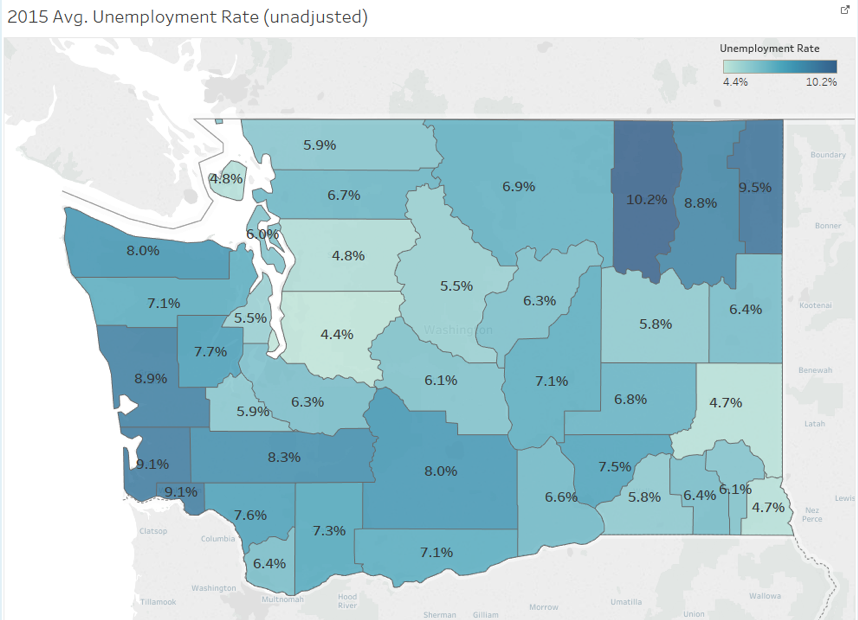 2015 Avg. Unemployment Rate (unadjusted)
Unemployment Rate
4.4% 10.2%
5.9%
4.8%
6.7%
6.9%
10.2%
8.8%
9.5%
Boundary
Bonner
6.0%
8.0%
4.8%
5.5%
6.3%
7.1%
5.5%
5.8%
6.4%
Kootenai
4.4%
Washington
7.7%
8.9%
6.1%
7.1%
Benewah
5.9%
6.3%
6.8%
4.7%
Latah
9.1%
8.3%
8.0%
7.5%
9.1%
6.6%
5.8%
6.4%
6.1%
4.7%
Lewis
Nez
Perce
7.6%
7.3%
Clatsop
Columbia
6.4%
7.1%
Washington
Multnomah
Hood
River
Tillamook
Sherman
Gilliam
Morrow
Umatilla
Union
Wallowa